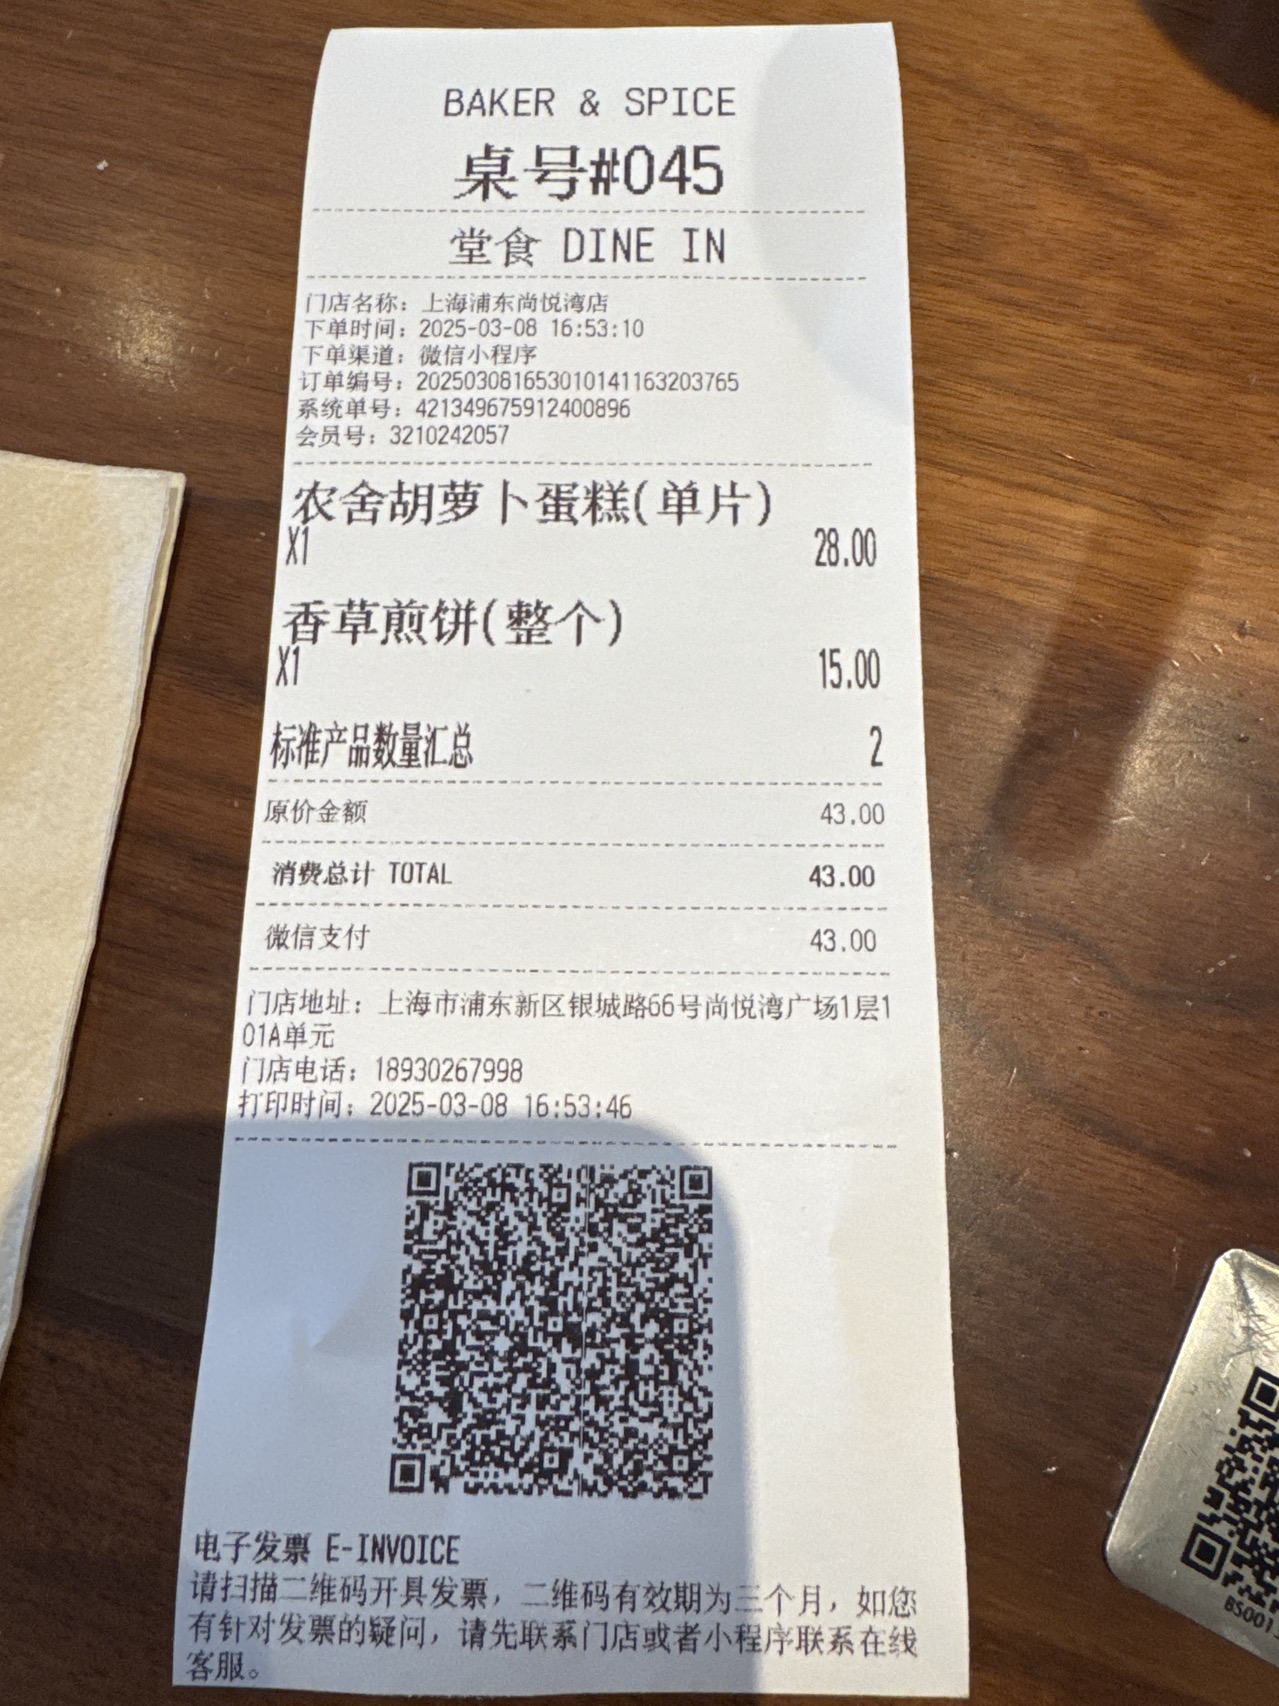 BAKER & SPICE
桌号#045
堂食 DINE IN
门店名称：上海浦东尚悦湾店
下单时间：2025-03-08 16:53:10
下单渠道：微信小程序
订单编号：20250308165301014116320​3765
系统单号：421349675912400896
会员号：3210242057
农舍胡萝卜蛋糕(单片)
X1 28.00
香草煎饼(整个)
X1 15.00
标准产品数量汇总 2
原价金额 43.00
消费总计 TOTAL 43.00
微信支付 43.00
门店地址：上海市浦东新区银城路66号尚悦湾广场1层1
01A单元
门店电话：18930267998
打印时间：2025-03-08 16:53:46
电子发票 E-INVOICE
请扫描二维码开具发票，二维码有效期为三个月，如您
有针对发票的疑问，请先联系门店或者小程序联系在线
客服。